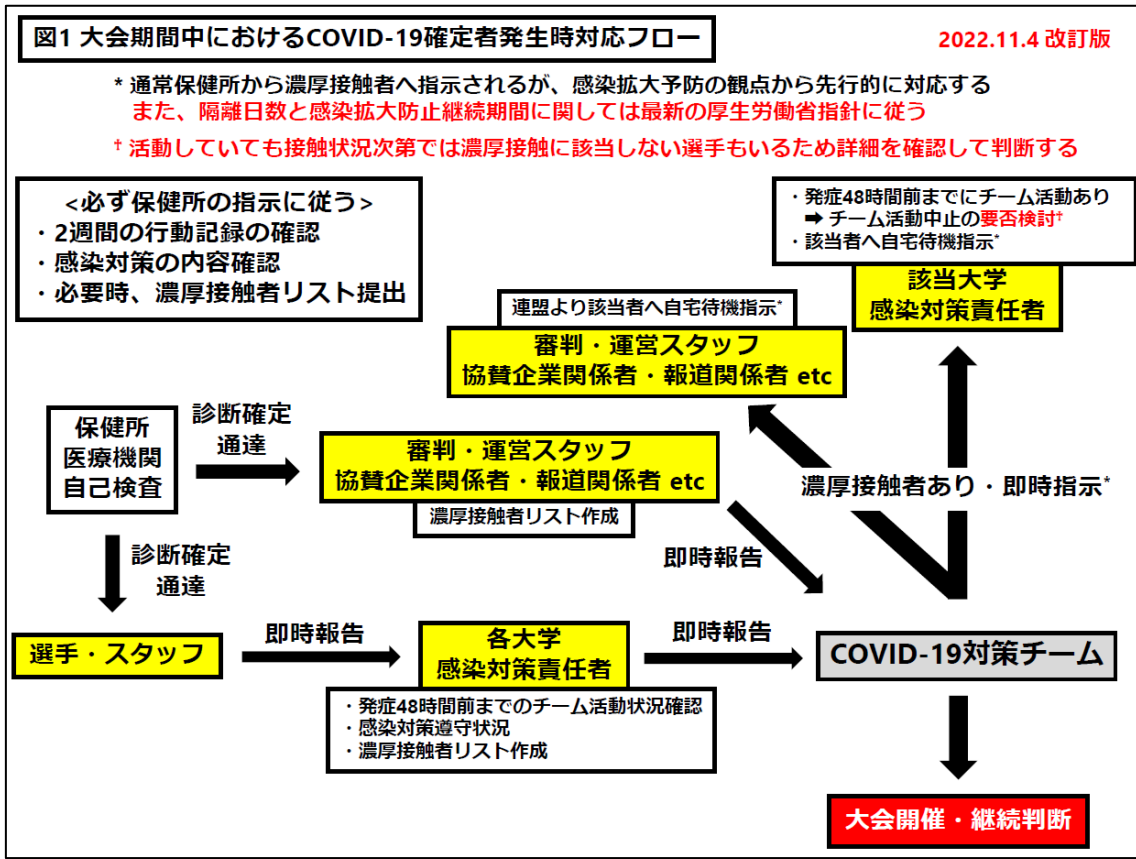 図1 大会期間中におけるCOVID-19確定者発生時対応フロー
2022.11.4 改訂版
* 通常保健所から濃厚接触者へ指示されるが、感染拡大予防の観点から先行的に対応する
また、隔離日数と感染拡大防止継続期間に関しては最新の厚生労働省指針に従う
† 活動していても接触状況次第では濃厚接触に該当しない選手もいるため詳細を確認して判断する
<必ず保健所の指示に従う>
・2週間の行動記録の確認
・感染対策の内容確認
・必要時、濃厚接触者リスト提出
・発症48時間前までにチーム活動あり
➡ チーム活動中止の要否検討†
・該当者へ自宅待機指示*
該当大学
感染対策責任者
連盟より該当者へ自宅待機指示*
審判・運営スタッフ
協賛企業関係者・報道関係者 etc
保健所
医療機関
自己検査
診断確定
通達
審判・運営スタッフ
協賛企業関係者・報道関係者 etc
濃厚接触者リスト作成
濃厚接触者あり・即時指示*
診断確定
通達
即時報告
選手・スタッフ
即時報告
各大学
感染対策責任者
・発症48時間前までのチーム活動状況確認
・感染対策遵守状況
・濃厚接触者リスト作成
即時報告
COVID-19対策チーム
大会開催・継続判断